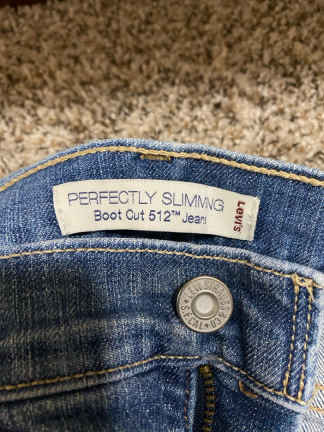 PERFECTLY SLIMMING
Boot Cut 512™ Jean
Levi's